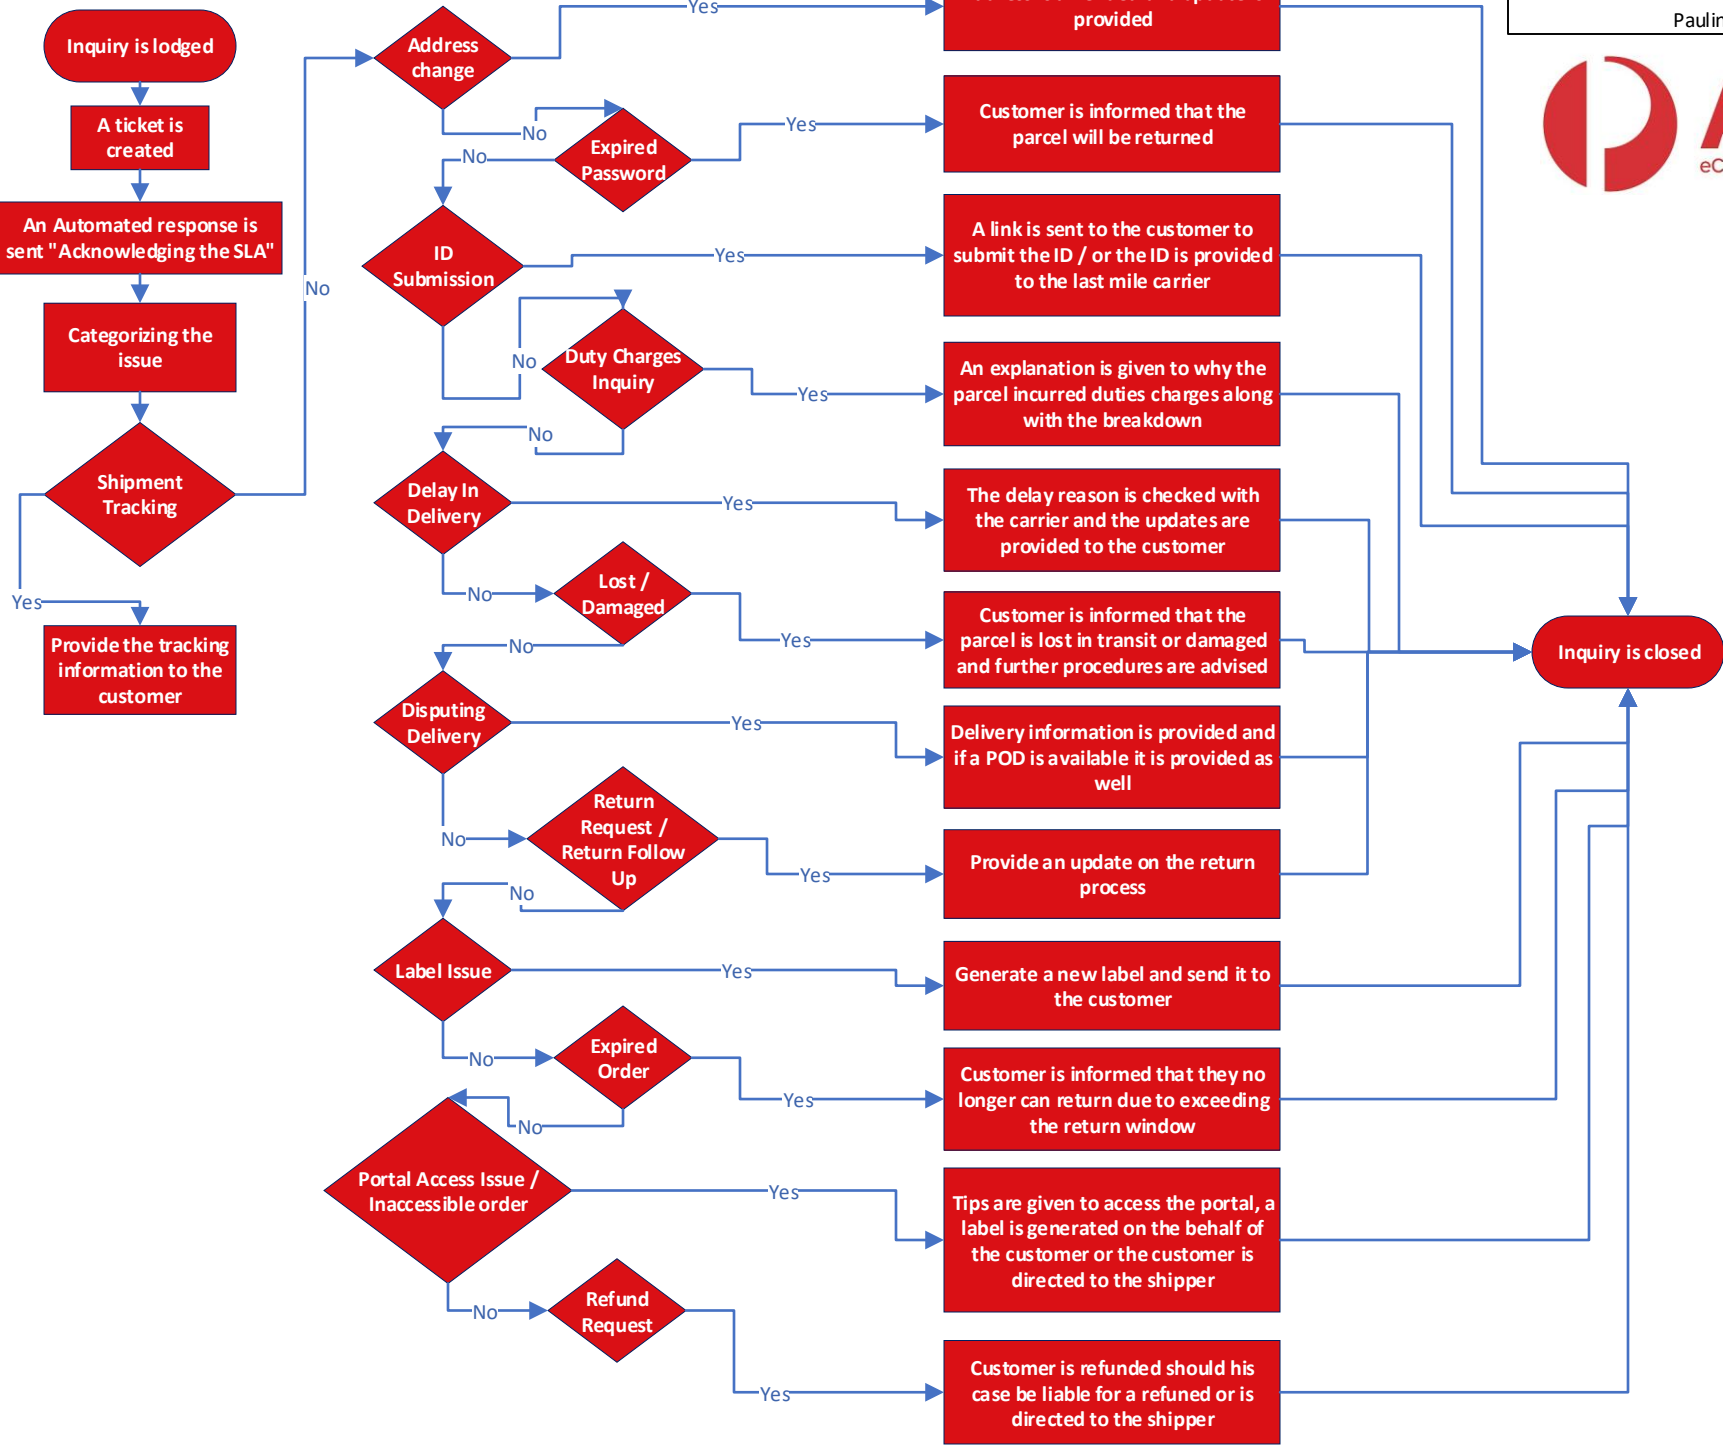 Inquiry is lodged
A ticket is
created
An Automated response is
sent "Acknowledging the SLA"
Categorizing the
issue
Shipment
Tracking
No
Yes
Provide the tracking
information to the
customer
Address
change
Yes
provided
No
Expired
Password
Yes
Customer is informed that the
parcel will be returned
No
ID
Submission
Yes
A link is sent to the customer to
submit the ID / or the ID is provided
to the last mile carrier
No
Duty Charges
Inquiry
Yes
An explanation is given to why the
parcel incurred duties charges along
with the breakdown
No
Delay In
Delivery
Yes
The delay reason is checked with
the carrier and the updates are
provided to the customer
No
Lost /
Damaged
Yes
Customer is informed that the
parcel is lost in transit or damaged
and further procedures are advised
No
Disputing
Delivery
Yes
Delivery information is provided and
if a POD is available it is provided as
well
No
Return
Request /
Return Follow
Up
Yes
Provide an update on the return
process
No
Label Issue
Yes
Generate a new label and send it to
the customer
No
Expired
Order
Yes
Customer is informed that they no
longer can return due to exceeding
the return window
No
Portal Access Issue /
Inaccessible order
Yes
Tips are given to access the portal, a
label is generated on the behalf of
the customer or the customer is
directed to the shipper
No
Refund
Request
Yes
Customer is refunded should his
case be liable for a refuned or is
directed to the shipper
Inquiry is closed
Paulin
eC